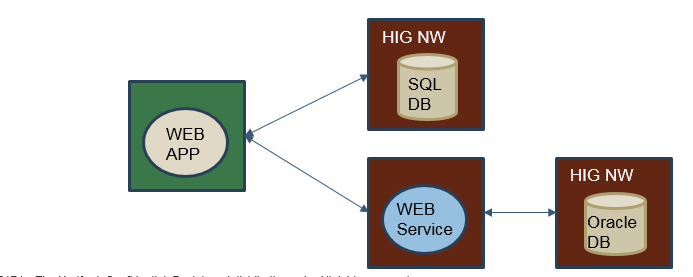 HIG NW
SQL
DB
WEB
APP
HIG NW
WEB
Service
Oracle
DB